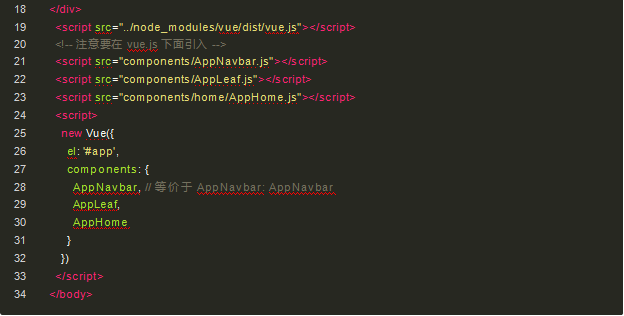 18 </div>
19 <script src="../node_modules/vue/dist/vue.js"></script>
20 <!-- 注意要在 vue.js 下面引入 -->
21 <script src="components/AppNavbar.js"></script>
22 <script src="components/AppLeaf.js"></script>
23 <script src="components/home/AppHome.js"></script>
24 <script>
25 new Vue({
26 el: '#app',
27 components: {
28 AppNavbar, // 等价于 AppNavbar: AppNavbar
29 AppLeaf,
30 AppHome
31 }
32 })
33 </script>
34 </body>